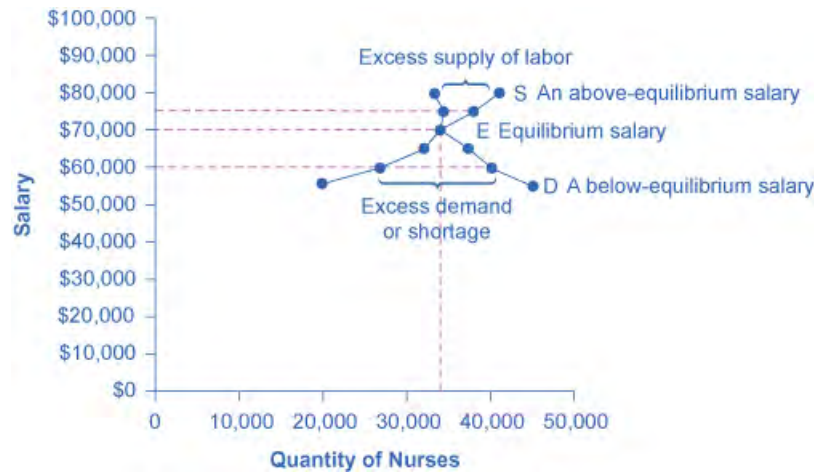 $100,000
$90,000
Excess supply of labor
$80,000
S An above-equilibrium salary
$70,000
E Equilibrium salary
$60,000
D A below-equilibrium salary
$50,000
Excess demand
or shortage
$40,000
$30,000
$20,000
$10,000
$0
Salary
0 10,000 20,000 30,000 40,000 50,000
Quantity of Nurses